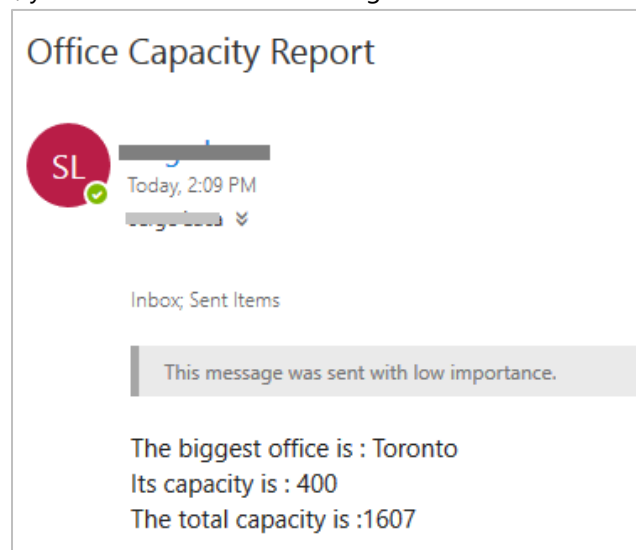 Office Capacity Report
SL
Today, 2:09 PM
Inbox; Sent Items
This message was sent with low importance.
The biggest office is : Toronto
Its capacity is : 400
The total capacity is :1607